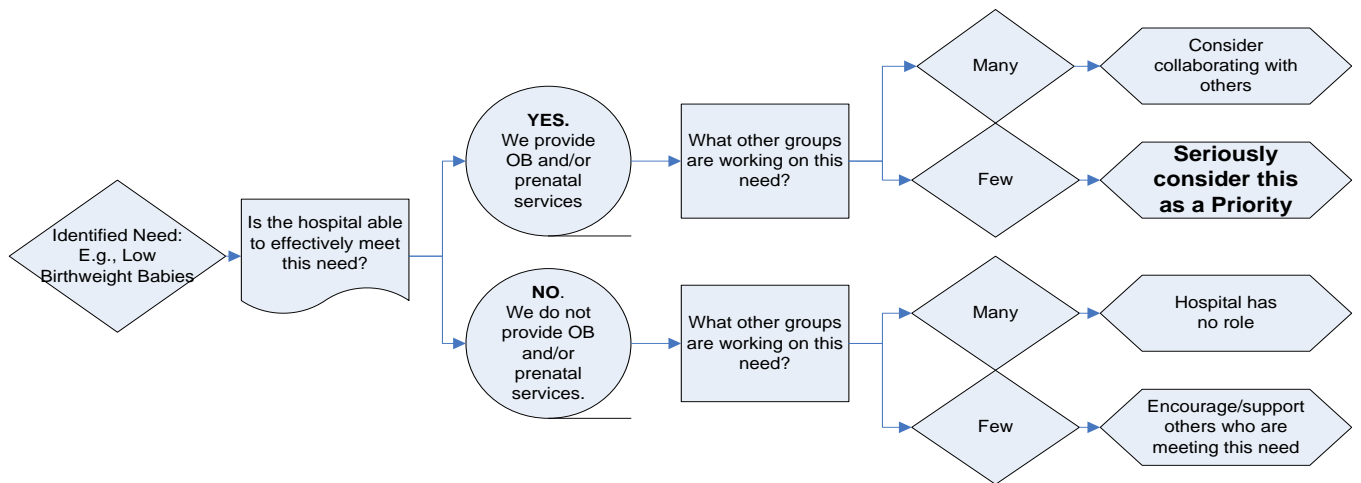 Identified Need:
E.g., Low
Birthweight Babies
Is the hospital able
to effectively meet
this need?
YES.
We provide
OB and/or
prenatal
services
What other groups
are working on this
need?
Many
Consider
collaborating with
others
Few
Seriously
consider this
as a Priority
NO.
We do not
provide OB
and/or
prenatal
services.
What other groups
are working on this
need?
Many
Hospital has
no role
Few
Encourage/support
others who are
meeting this need